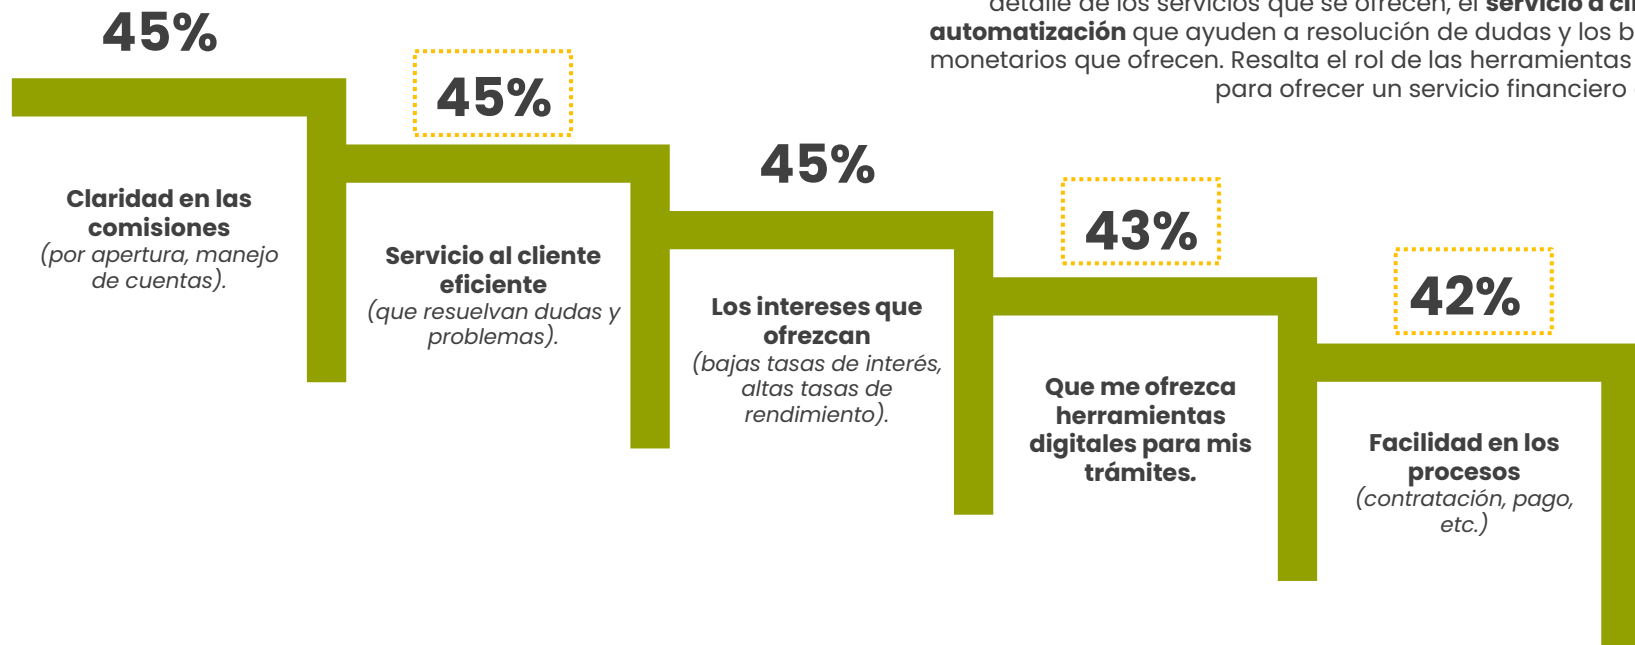 detalle de los servicios que se ofrecen, el servicio a
automatización que ayuden a resolución de dudas y los
monetarios que ofrecen. Resalta el rol de las herramientas
para ofrecer un servicio financiero
45%
Claridad en las
comisiones
(por apertura, manejo
de cuentas).
45%
Servicio al cliente
eficiente
(que resuelvan dudas y
problemas).
45%
Los intereses que
ofrezcan
(bajas tasas de interés,
altas tasas de
rendimiento).
43%
Que me ofrezca
herramientas
digitales para mis
trámites.
42%
Facilidad en los
procesos
(contratación, pago,
etc.)